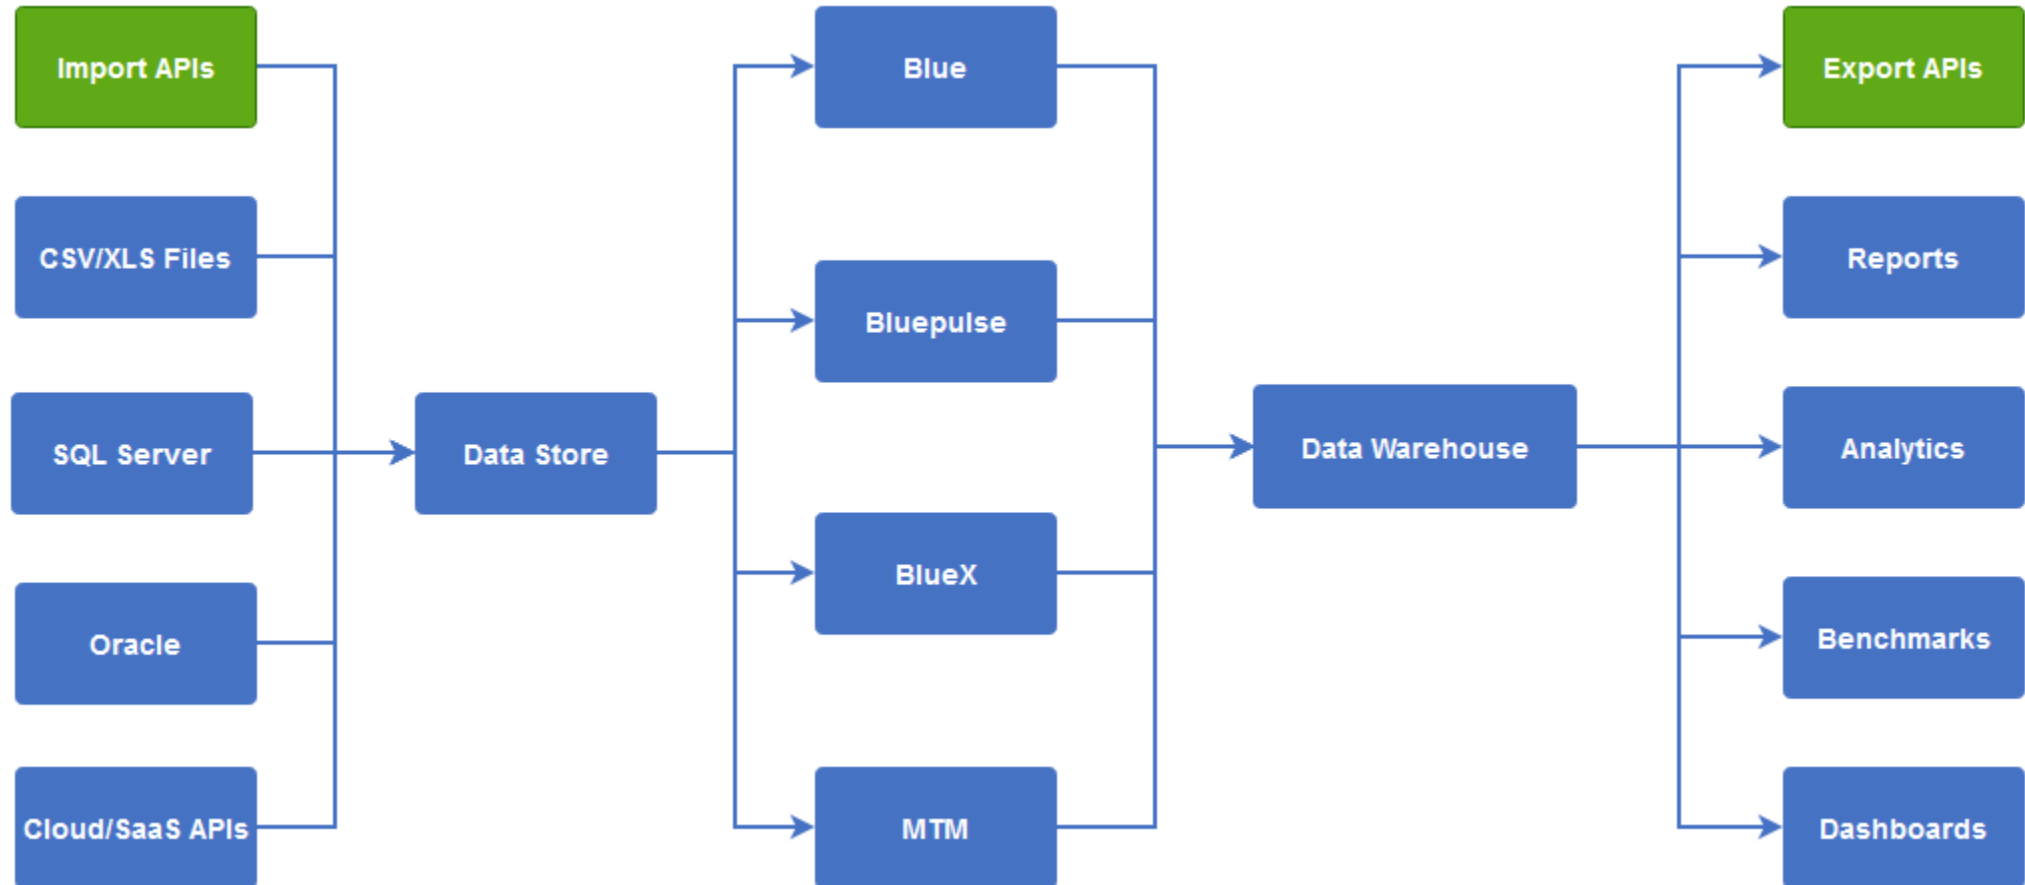 Import APIs
CSV/XLS Files
SQL Server
Oracle
Cloud/SaaS APIs
Data Store
Blue
Bluepulse
BlueX
MTM
Data Warehouse
Export APIs
Reports
Analytics
Benchmarks
Dashboards